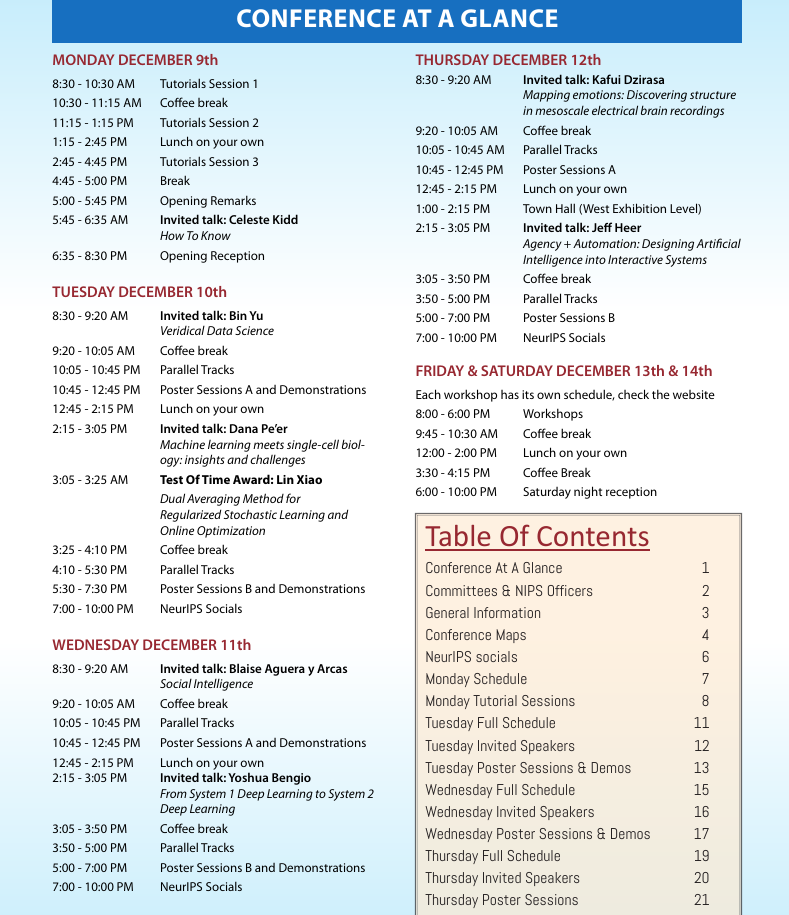 CONFERENCE AT A GLANCE
MONDAY DECEMBER 9th
8:30 - 10:30 AM Tutorials Session 1
10:30 - 11:15 AM Coffee break
11:15 - 1:15 PM Tutorials Session 2
1:15 - 2:45 PM Lunch on your own
2:45 - 4:45 PM Tutorials Session 3
4:45 - 5:00 PM Break
5:00 - 5:45 PM Opening Remarks
5:45 - 6:35 AM Invited talk: Celeste Kidd
How To Know
6:35 - 8:30 PM Opening Reception
TUESDAY DECEMBER 10th
8:30 - 9:20 AM Invited talk: Bin Yu
Veridical Data Science
9:20 - 10:05 AM Coffee break
10:05 - 10:45 PM Parallel Tracks
10:45 - 12:45 PM Poster Sessions A and Demonstrations
12:45 - 2:15 PM Lunch on your own
2:15 - 3:05 PM Invited talk: Dana Pe'er
Machine learning meets single-cell biol-
ogy: insights and challenges
3:05 - 3:25 AM Test Of Time Award: Lin Xiao
Dual Averaging Method for
Regularized Stochastic Learning and
Online Optimization
3:25 - 4:10 PM Coffee break
4:10 - 5:30 PM Parallel Tracks
5:30 - 7:30 PM Poster Sessions B and Demonstrations
7:00 - 10:00 PM NeurIPS Socials
WEDNESDAY DECEMBER 11th
8:30 - 9:20 AM Invited talk: Blaise Aguera y Arcas
Social Intelligence
9:20 - 10:05 AM Coffee break
10:05 - 10:45 PM Parallel Tracks
10:45 - 12:45 PM Poster Sessions A and Demonstrations
12:45 - 2:15 PM Lunch on your own
2:15 - 3:05 PM Invited talk: Yoshua Bengio
From System 1 Deep Learning to System 2
Deep Learning
3:05 - 3:50 PM Coffee break
3:50 - 5:00 PM Parallel Tracks
5:00 - 7:00 PM Poster Sessions B and Demonstrations
7:00 - 10:00 PM NeurIPS Socials
THURSDAY DECEMBER 12th
8:30 - 9:20 AM Invited talk: Kafui Dzirasa
Mapping emotions: Discovering structure
in mesoscale electrical brain recordings
9:20 - 10:05 AM Coffee break
10:05 - 10:45 AM Parallel Tracks
10:45 - 12:45 PM Poster Sessions A
12:45 - 2:15 PM Lunch on your own
1:00 - 2:15 PM Town Hall (West Exhibition Level)
2:15 - 3:05 PM Invited talk: Jeff Heer
Agency + Automation: Designing Artificial
Intelligence into Interactive Systems
3:05 - 3:50 PM Coffee break
3:50 - 5:00 PM Parallel Tracks
5:00 - 7:00 PM Poster Sessions B
7:00 - 10:00 PM NeurIPS Socials
FRIDAY & SATURDAY DECEMBER 13th & 14th
Each workshop has its own schedule, check the website
8:00 - 6:00 PM Workshops
9:45 - 10:30 AM Coffee break
12:00 - 2:00 PM Lunch on your own
3:30 - 4:15 PM Coffee Break
6:00 - 10:00 PM Saturday night reception
Table Of Contents
Conference At A Glance 1
Committees & NIPS Officers 2
General Information 3
Conference Maps 4
NeurIPS socials 6
Monday Schedule 7
Monday Tutorial Sessions 8
Tuesday Full Schedule 11
Tuesday Invited Speakers 12
Tuesday Poster Sessions & Demos 13
Wednesday Full Schedule 15
Wednesday Invited Speakers 16
Wednesday Poster Sessions & Demos 17
Thursday Full Schedule 19
Thursday Invited Speakers 20
Thursday Poster Sessions 21